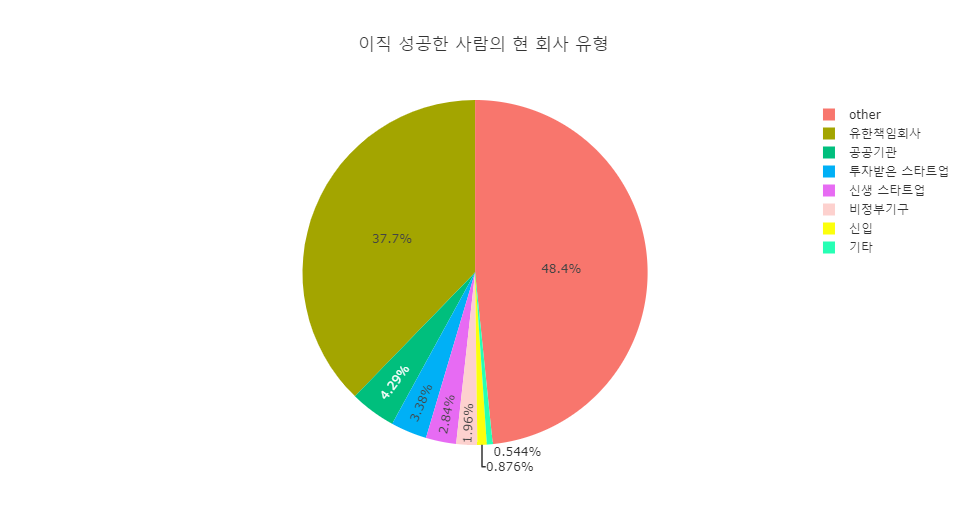 이직 성공한 사람의 현 회사 유형
other
유한책임회사
공공기관
투자받은 스타트업
신생 스타트업
비정부기구
신입
기타
37.7%
48.4%
4.29%
3.38%
2.84%
1.96%
0.544%
0.876%